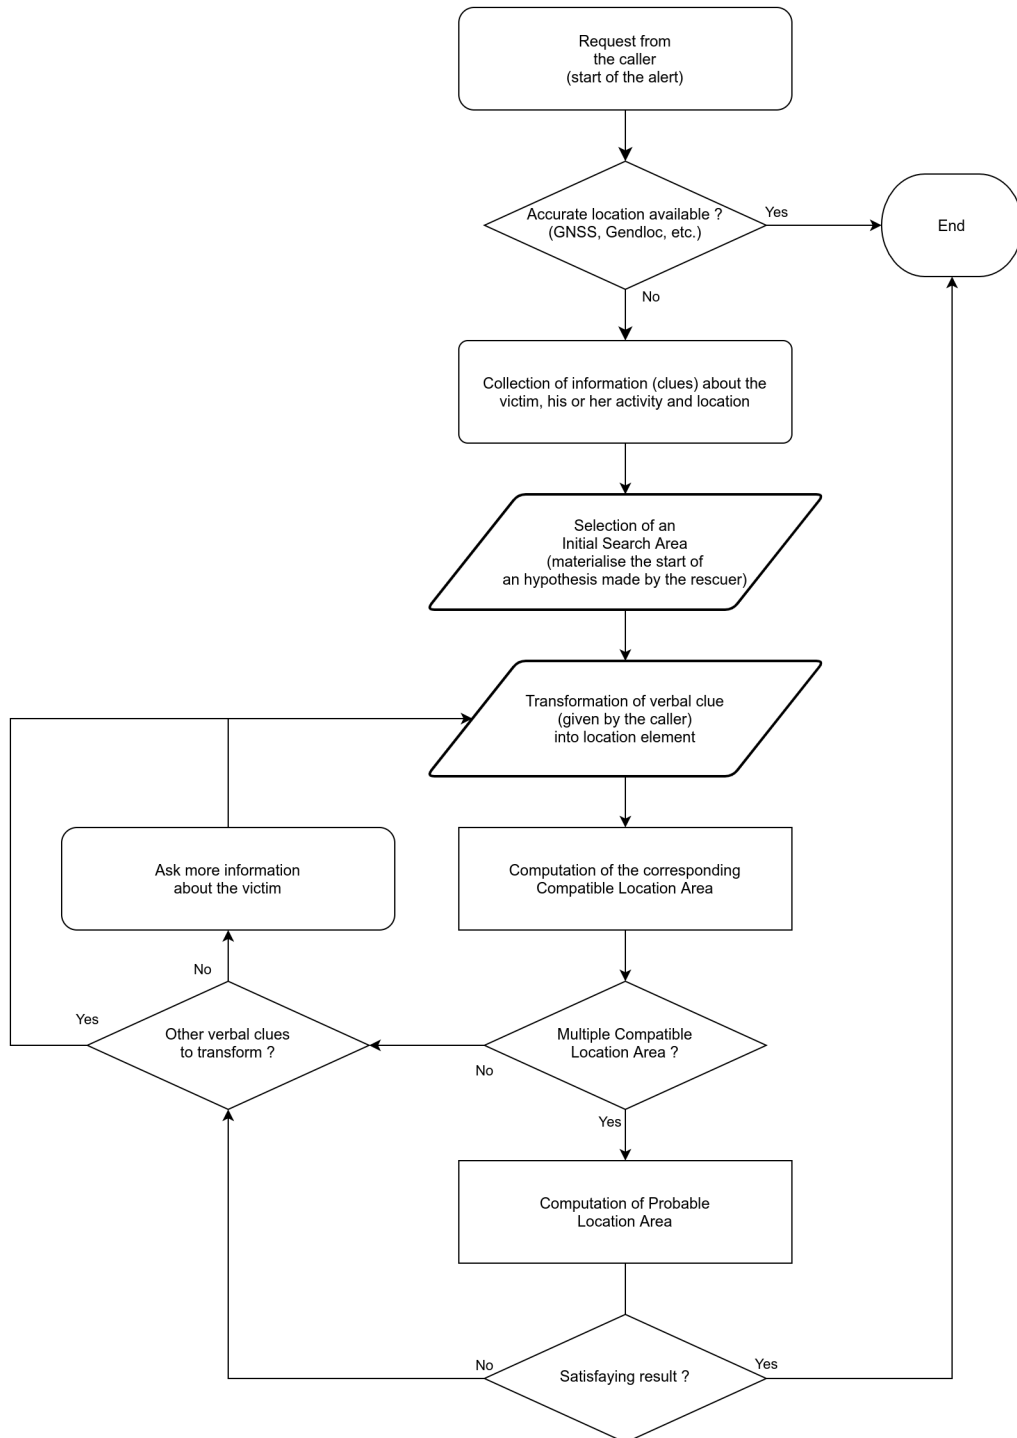 Request from
the caller
(start of the alert)
Accurate location available ?
(GNSS, Gendloc, etc.)
Yes
End
No
Collection of information (clues) about the
victim, his or her activity and location
Selection of an
Initial Search Area
(materialise the start of
an hypothesis made by the rescuer)
Transformation of verbal clue
(given by the caller)
into location element
Ask more information
about the victim
Computation of the corresponding
Compatible Location Area
No
Yes
Other verbal clues
to transform ?
Multiple Compatible
Location Area ?
No
Yes
Computation of Probable
Location Area
No
Satisfaying result ?
Yes